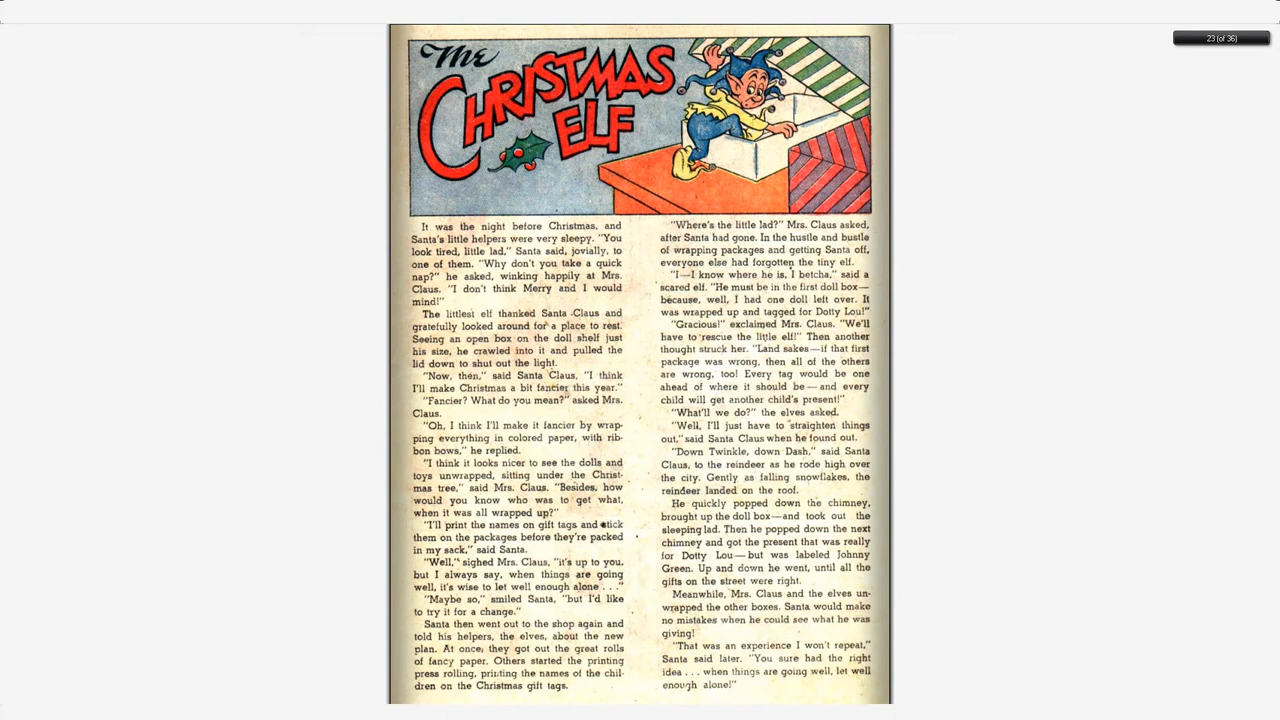 23 (of 36)
The
CHRISTMAS
ELF
It was the night before Christmas, and
Santa's little helpers were very sleepy. "You
look tired, little lad," Santa said, jovially, to
one of them. "Why don't you take a quick
nap?" he asked, winking happily at Mrs.
Claus. "I don't think Merry and I would
mind!"
The littlest elf thanked Santa Claus and
gratefully looked around for a place to rest.
Seeing an open box on the doll shelf just
his size, he crawled into it and pulled the
lid down to shut out the light.
"Now, then," said Santa Claus, "I think
I'll make Christmas a bit fancier this year."
"Fancier? What do you mean?" asked Mrs.
Claus.
"Oh, I think I'll make it fancier by wrap-
ping everything in colored paper, with rib-
bon bows," he replied.
"I think it looks nicer to see the dolls and
toys unwrapped, sitting under the Christ-
mas tree," said Mrs. Claus. "Besides, how
would you know who was to get what,
when it was all wrapped up?"
"I'll print the names on gift tags and stick
them on the packages before they're packed
in my sack," said Santa.
"Well," sighed Mrs. Claus, "it's up to you,
but I always say, when things are going
well, it's wise to let well enough alone . . ."
"Maybe so," smiled Santa, "but I'd like
to try it for a change."
Santa then went out to the shop again and
told his helpers, the elves, about the new
plan. At once, they got out the great rolls
of fancy paper. Others started the printing
press rolling, printing the names of the chil-
dren on the Christmas gift tags.
"Where's the little lad?" Mrs. Claus asked,
after Santa had gone. In the hustle and bustle
of wrapping packages and getting Santa off,
everyone else had forgotten the tiny elf.
"I—I know where he is, I betcha," said a
scared elf. "He must be in the first doll box—
because, well, I had one doll left over. It
was wrapped up and tagged for Dotty Lou!"
"Gracious!" exclaimed Mrs. Claus. "We'll
have to rescue the little elf!" Then another
thought struck her. "Land sakes—if that first
package was wrong, then all of the others
are wrong, too! Every tag would be one
ahead of where it should be—and every
child will get another child's present!"
"What'll we do?" the elves asked.
"Well, I'll just have to straighten things
out," said Santa Claus when he found out.
"Down Twinkle, down Dash," said Santa
Claus, to the reindeer as he rode high over
the city. Gently as falling snowflakes, the
reindeer landed on the roof.
He quickly popped down the chimney,
brought up the doll box—and took out the
sleeping lad. Then he popped down the next
chimney and got the present that was really
for Dotty Lou—but was labeled Johnny
Green. Up and down he went, until all the
gifts on the street were right.
Meanwhile, Mrs. Claus and the elves un-
wrapped the other boxes. Santa would make
no mistakes when he could see what he was
giving!
"That was an experience I won't repeat,"
Santa said later. "You sure had the right
idea . . . when things are going well, let well
enough alone!"